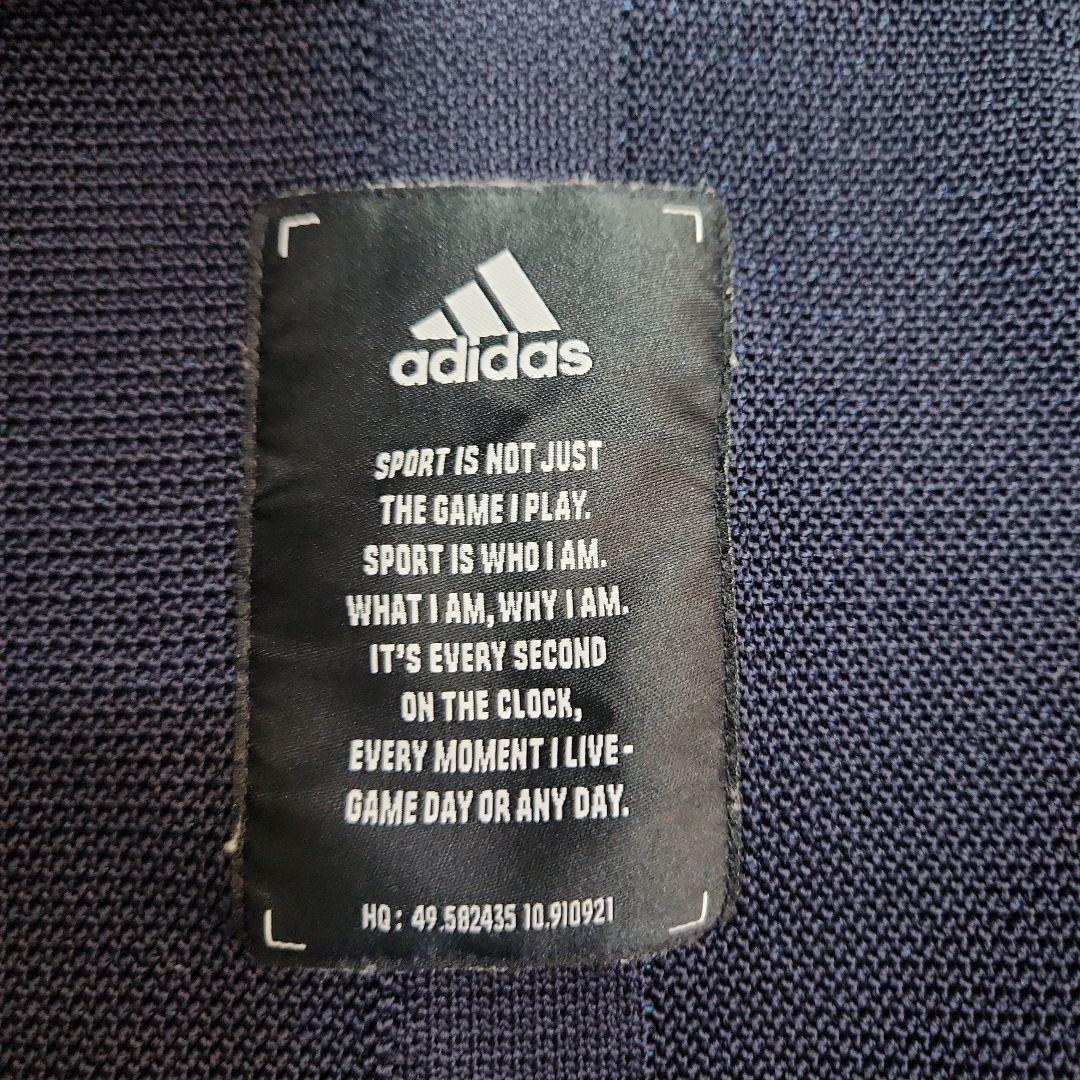 adidas
SPORT IS NOT JUST
THE GAME I PLAY.
SPORT IS WHO I AM.
WHAT I AM, WHY I AM.
IT'S EVERY SECOND
ON THE CLOCK,
EVERY MOMENT I LIVE-
GAME DAY OR ANY DAY.
HQ: 49.582435 10.910921